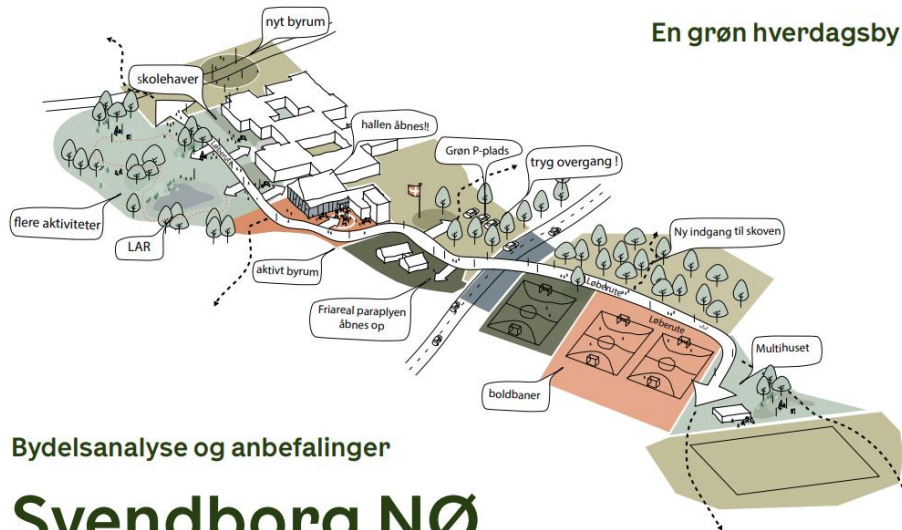 En grøn hverdagsby
nyt byrum
skolehaver
hallen åbnes!!
Grøn P-plads
tryg overgang !
Løberute
flere aktiviteter
LAR
aktivt byrum
Ny indgang til skoven
Friareal paraplyen
åbnes op
Løberute
Løberute
Multihuset
boldbaner
Bydelsanalyse og anbefalinger
Svendborg NØ